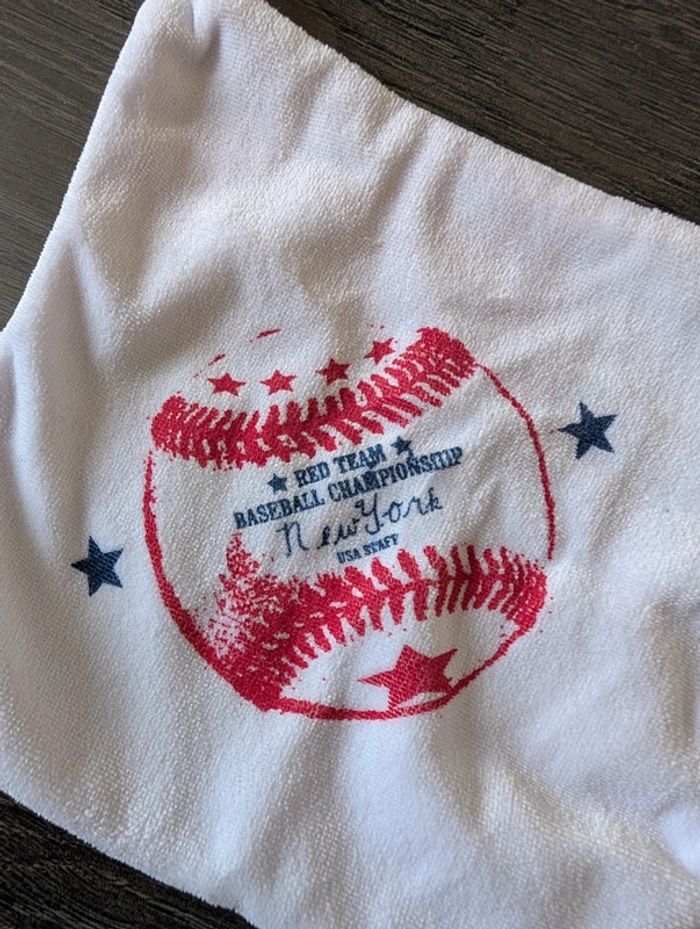 RED TEAM
BASEBALL CHAMPIONSHIP
New York
USA STAFF